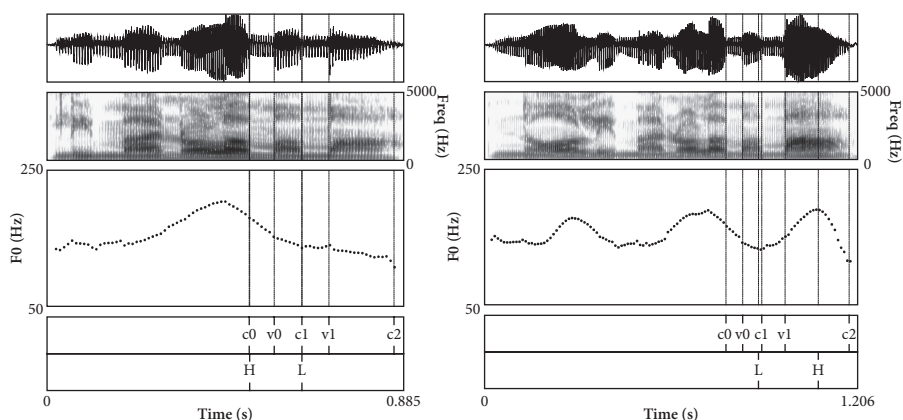 5000
Freq (Hz)
0
250
F0 (Hz)
50
c0 v0 c1 v1 c2
H L
0 0.885
Time (s)
5000
Freq (Hz)
0
250
F0 (Hz)
50
c0 v0 c1 v1 c2
L H
0 1.206
Time (s)